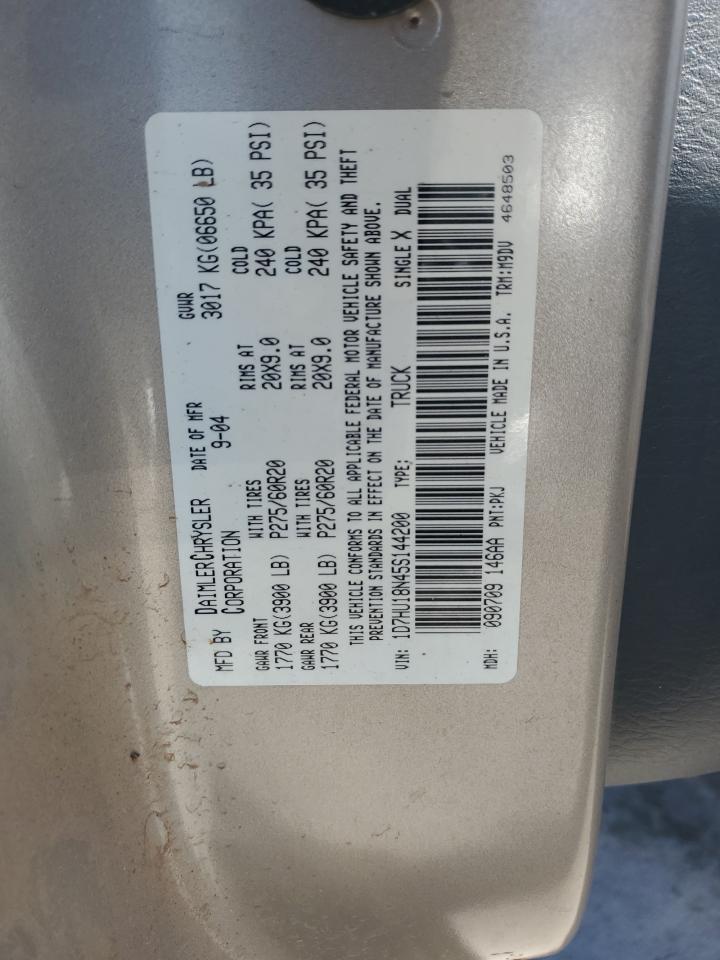 MFD BY DAIMLERCHRYSLER CORPORATION DATE OF MFR 9-04 GVWR 3017 KG(06650 LB)
GAWR FRONT WITH TIRES RIMS AT COLD
1770 KG(3900 LB) P275/60R20 20X9.0 240 KPA( 35 PSI)
GAWR REAR WITH TIRES RIMS AT COLD
1770 KG(3900 LB) P275/60R20 20X9.0 240 KPA( 35 PSI)
THIS VEHICLE CONFORMS TO ALL APPLICABLE FEDERAL MOTOR VEHICLE SAFETY AND THEFT
PREVENTION STANDARDS IN EFFECT ON THE DATE OF MANUFACTURE SHOWN ABOVE.
VIN: 1D7HU18N45S144200 TYPE: TRUCK SINGLE X DUAL
MDH: 090709 146AA PNT:PKJ VEHICLE MADE IN U.S.A. TRM:M9DV 4648503